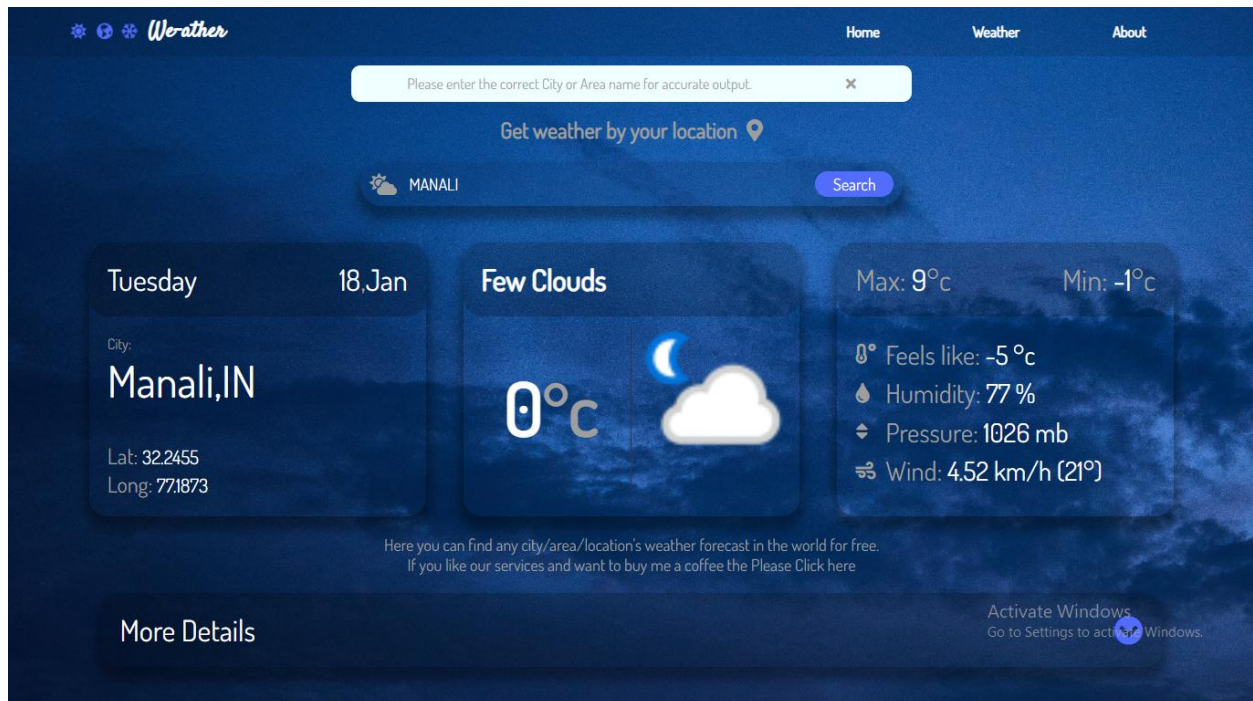 We-ather
Home Weather About
Please enter the correct City or Area name for accurate output.
Get weather by your location
MANALI Search
Tuesday 18,Jan
City:
Manali,IN
Lat: 32.2455
Long: 77.1873
Few Clouds
0°c
Max: 9°c Min: -1°c
Feels like: -5 °c
Humidity: 77 %
Pressure: 1026 mb
Wind: 4.52 km/h (21°)
Here you can find any city/area/location's weather forecast in the world for free.
If you like our services and want to buy me a coffee the Please Click here
More Details
Activate Windows
Go to Settings to activate Windows.